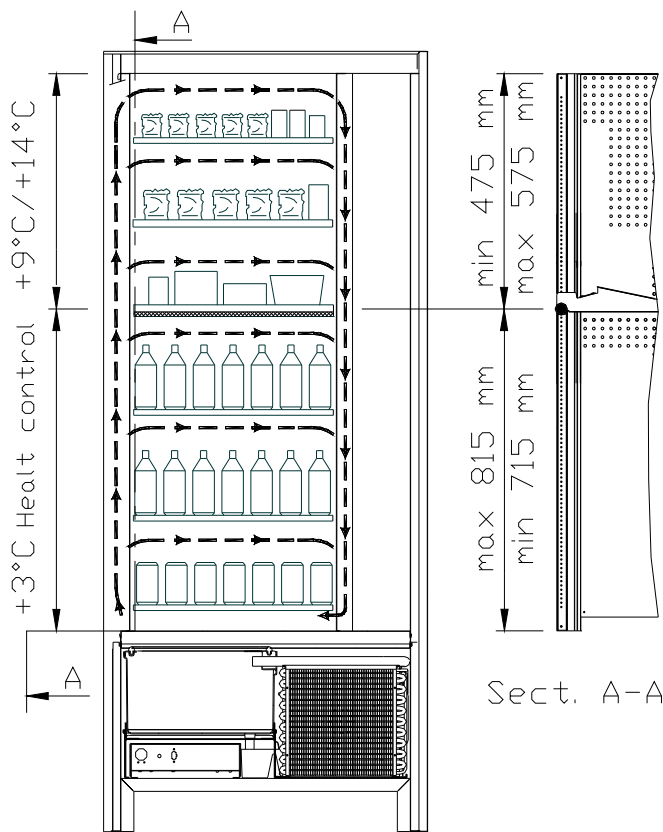 A
+9°C/+14°C
+3°C Healt control
min 475 mm
max 575 mm
max 815 mm
min 715 mm
A
Sect. A-A